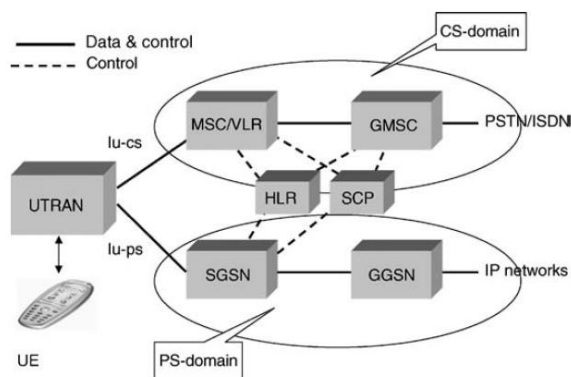 CS-domain
Data & control
Control
MSC/VLR
GMSC
PSTN/ISDN
Iu-cs
HLR
SCP
UTRAN
Iu-ps
SGSN
GGSN
IP networks
UE
PS-domain